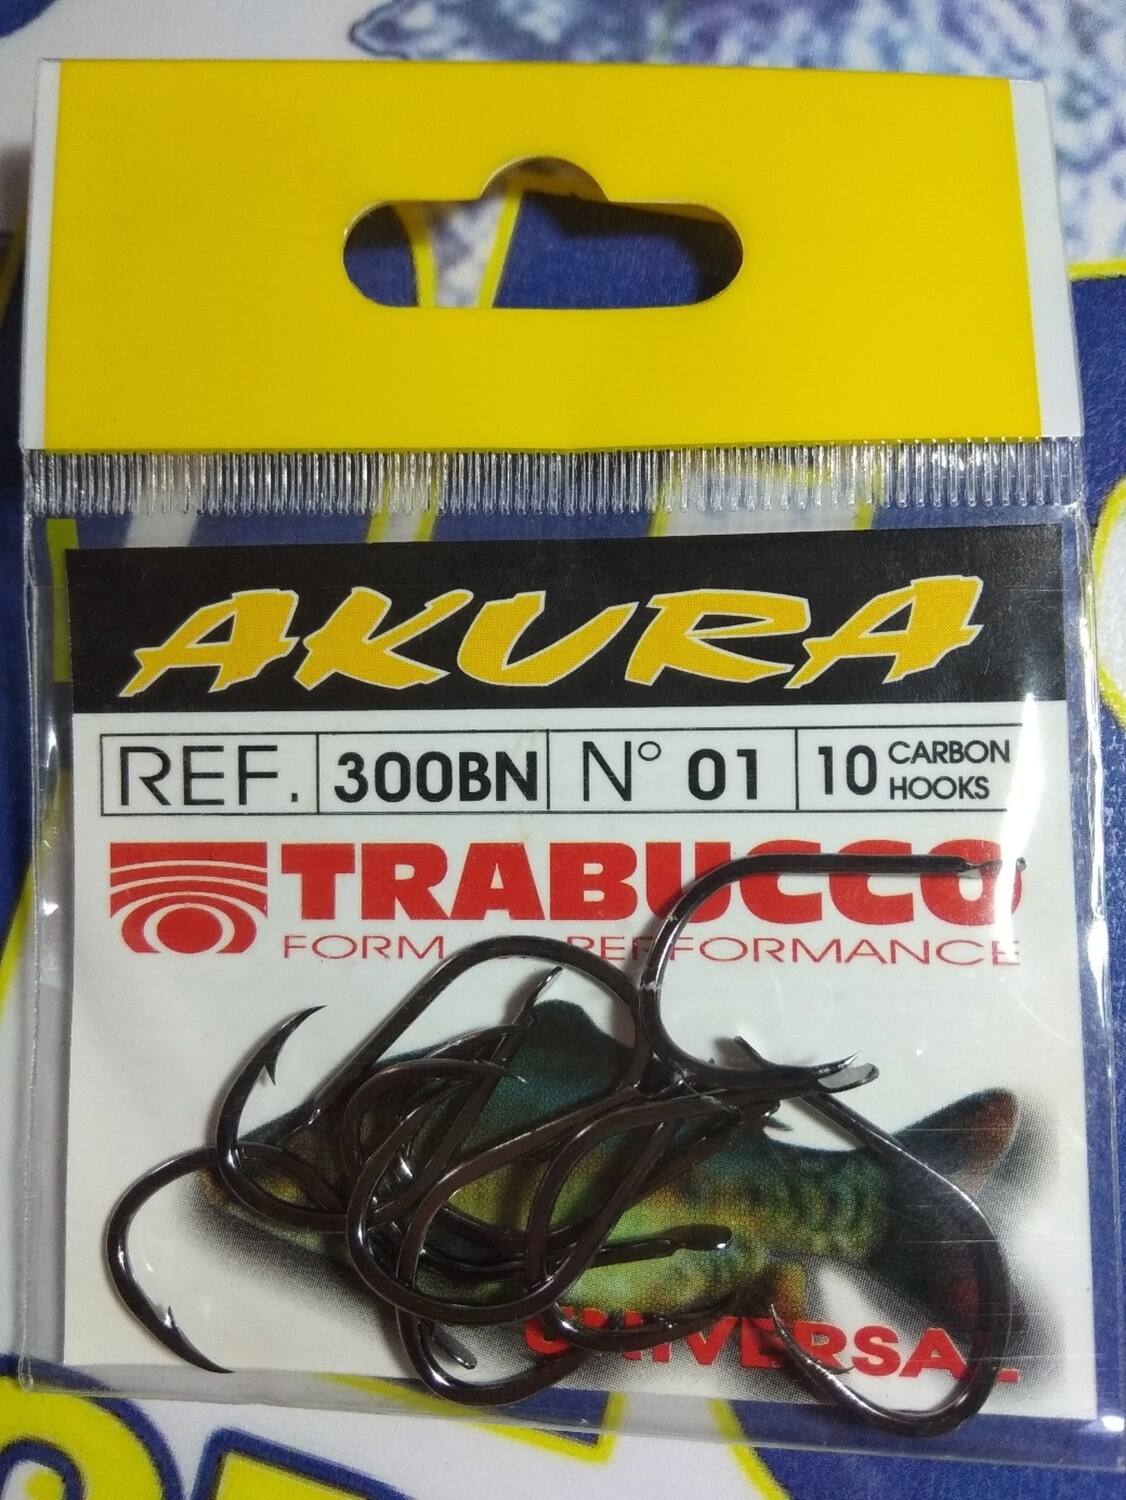 AKURA
REF. 300BN N° 01 10 CARBON HOOKS
TRABUCCO
FORM PERFORMANCE
UNIVERSAL